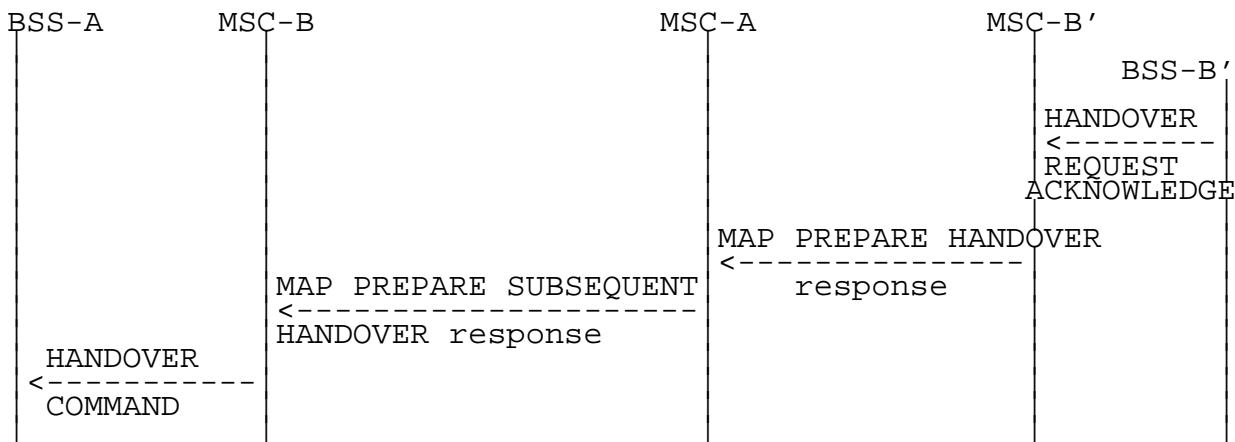 BSS-A MSC-B MSC-A MSC-B'
BSS-B'
HANDOVER
REQUEST
ACKNOWLEDGE
MAP PREPARE HANDOVER
response
MAP PREPARE SUBSEQUENT
HANDOVER response
HANDOVER
COMMAND